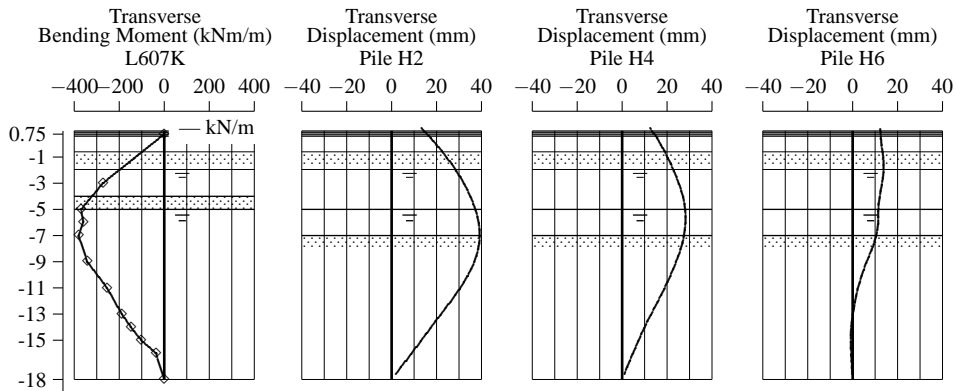 Transverse
Bending Moment (kNm/m)
L607K
−400 −200 0 200 400
Transverse
Displacement (mm)
Pile H2
−40 −20 0 20 40
Transverse
Displacement (mm)
Pile H4
−40 −20 0 20 40
Transverse
Displacement (mm)
Pile H6
−40 −20 0 20 40
— kN/m
0.75
-1
-3
-5
-7
-9
-11
-13
-15
-18